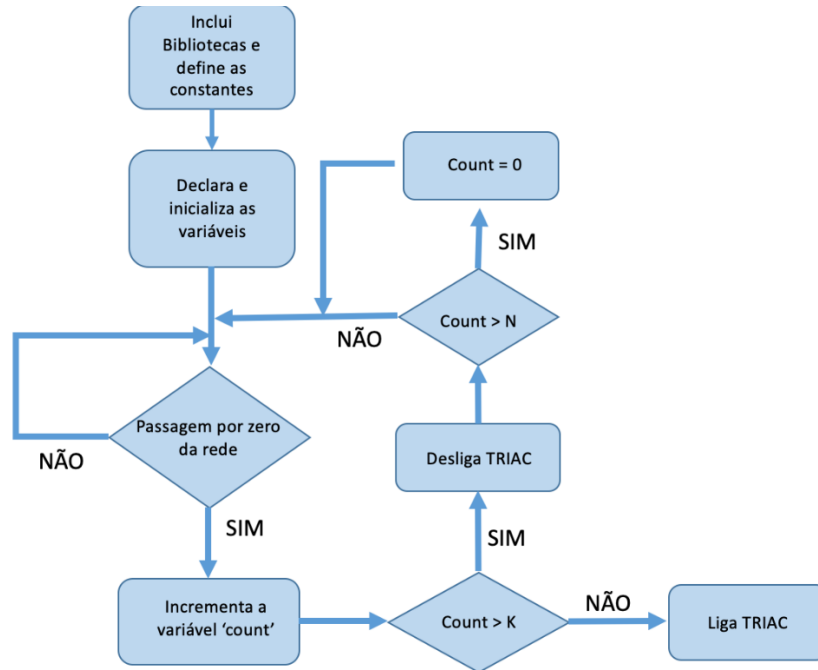 Inclui
Bibliotecas e
define as
constantes
Declara e
inicializa as
variáveis
Count = 0
SIM
Count > N
NÃO
Passagem por zero
da rede
NÃO
Desliga TRIAC
SIM
SIM
Incrementa a
variável ‘count’
Count > K
NÃO
Liga TRIAC